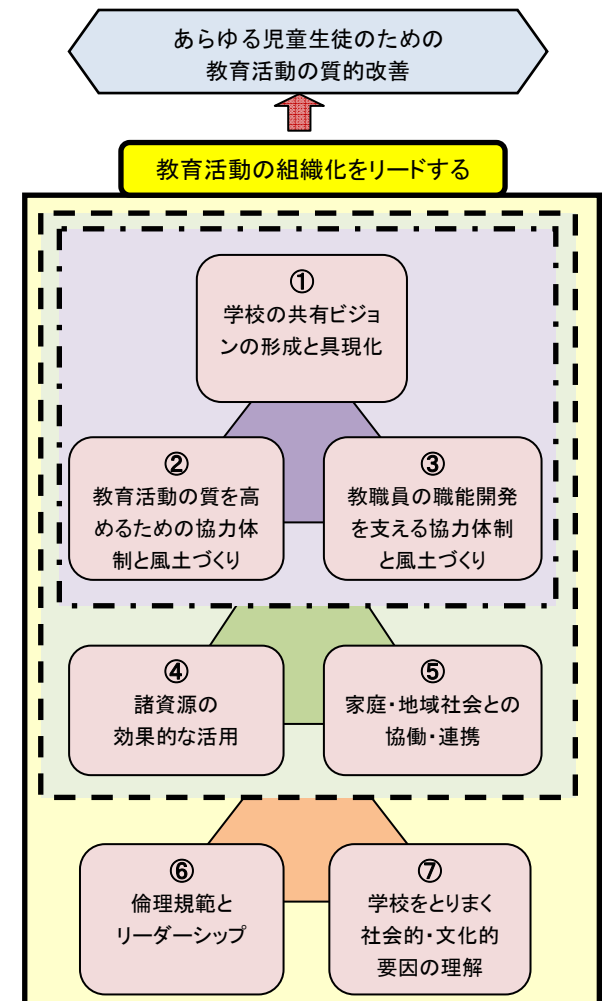 あらゆる児童生徒のための
教育活動の質的改善
教育活動の組織化をリードする
①
学校の共有ビジョ
ンの形成と具現化
②
教育活動の質を高
めるための協力体
制と風土づくり
③
教職員の職能開発
を支える協力体制
と風土づくり
④
諸資源の
効果的な活用
⑤
家庭・地域社会との
協働・連携
⑥
倫理規範と
リーダーシップ
⑦
学校をとりまく
社会的・文化的
要因の理解